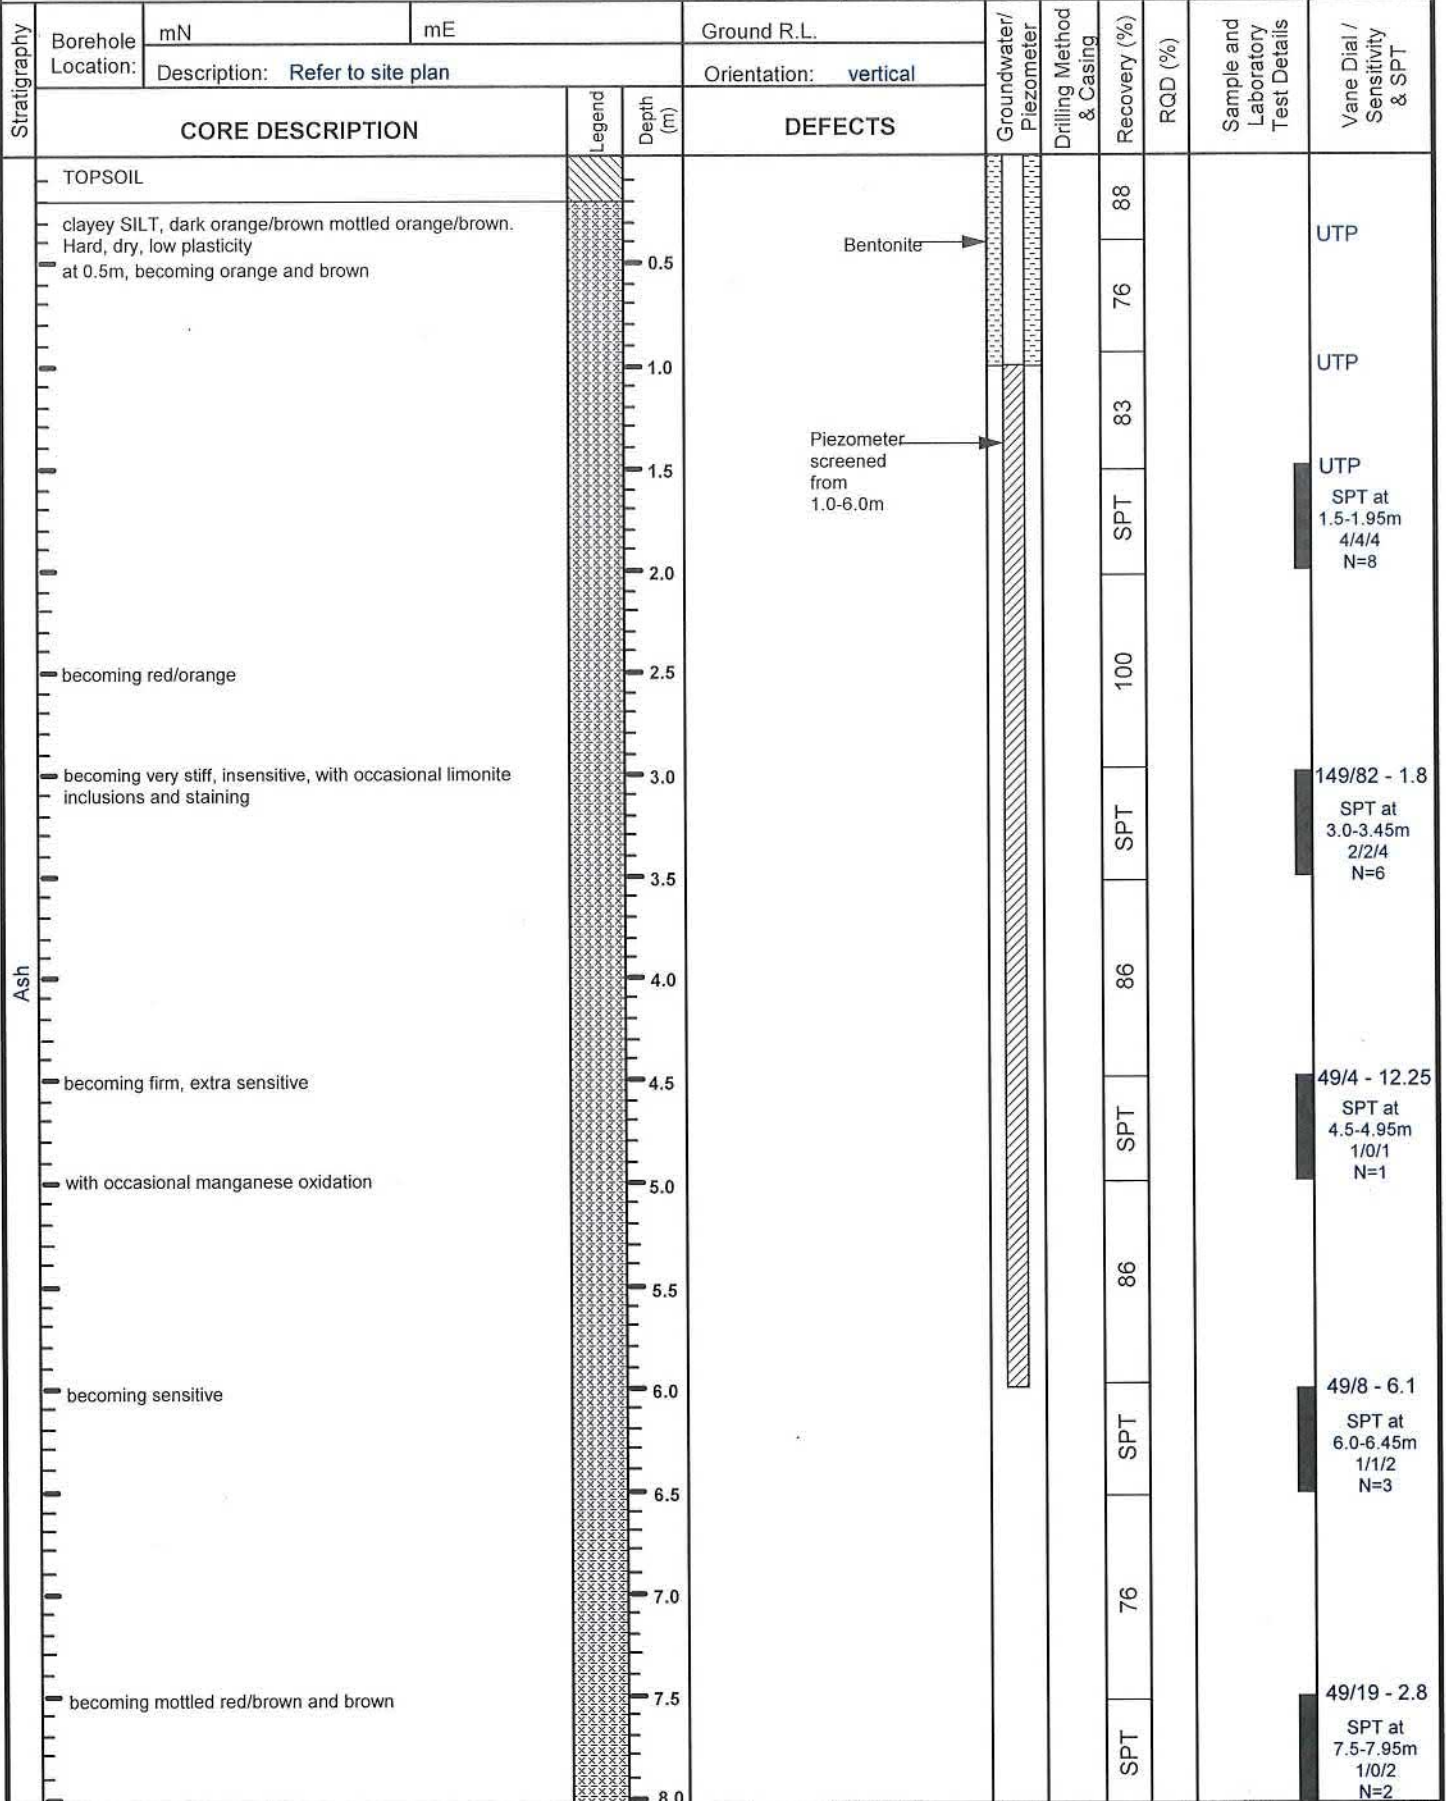 Stratigraphy
Borehole Location:
mN
mE
Description: Refer to site plan
Ground R.L.
Orientation: vertical
CORE DESCRIPTION
Legend
Depth (m)
DEFECTS
Groundwater/ Piezometer
Drilling Method & Casing
Recovery (%)
RQD (%)
Sample and Laboratory Test Details
Vane Dial / Sensitivity & SPT
TOPSOIL
88
clayey SILT, dark orange/brown mottled orange/brown.
Hard, dry, low plasticity
UTP
Bentonite
at 0.5m, becoming orange and brown
0.5
76
UTP
1.0
83
Piezometer
screened
from
1.0-6.0m
1.5
UTP
SPT
SPT at
1.5-1.95m
4/4/4
N=8
2.0
100
becoming red/orange
2.5
becoming very stiff, insensitive, with occasional limonite
inclusions and staining
3.0
149/82 - 1.8
SPT
SPT at
3.0-3.45m
2/2/4
N=6
3.5
86
Ash
4.0
becoming firm, extra sensitive
4.5
49/4 - 12.25
SPT
SPT at
4.5-4.95m
1/0/1
N=1
with occasional manganese oxidation
5.0
86
5.5
becoming sensitive
6.0
49/8 - 6.1
SPT
SPT at
6.0-6.45m
1/1/2
N=3
6.5
76
7.0
becoming mottled red/brown and brown
7.5
49/19 - 2.8
SPT
SPT at
7.5-7.95m
1/0/2
N=2
8.0